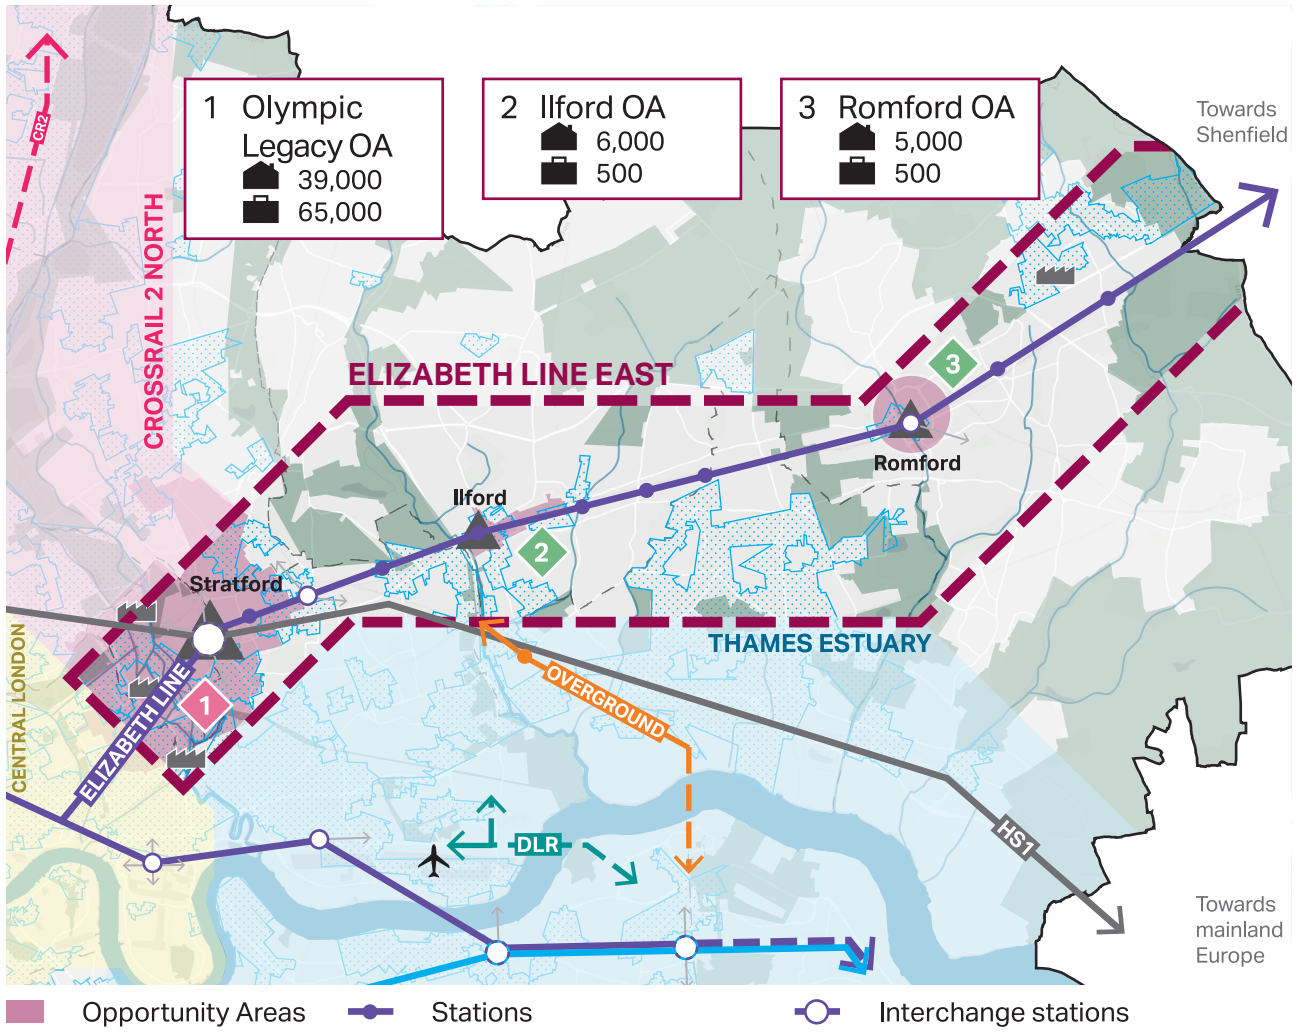 1 Olympic
Legacy OA
39,000
65,000
2 Ilford OA
6,000
500
3 Romford OA
5,000
500
Towards
Shenfield
CR2
CROSSRAIL 2 NORTH
ELIZABETH LINE EAST
3
Romford
Ilford
2
Stratford
THAMES ESTUARY
CENTRAL LONDON
ELIZABETH LINE
1
OVERGROUND
DLR
HS1
Towards
mainland
Europe
Opportunity Areas
Stations
Interchange stations